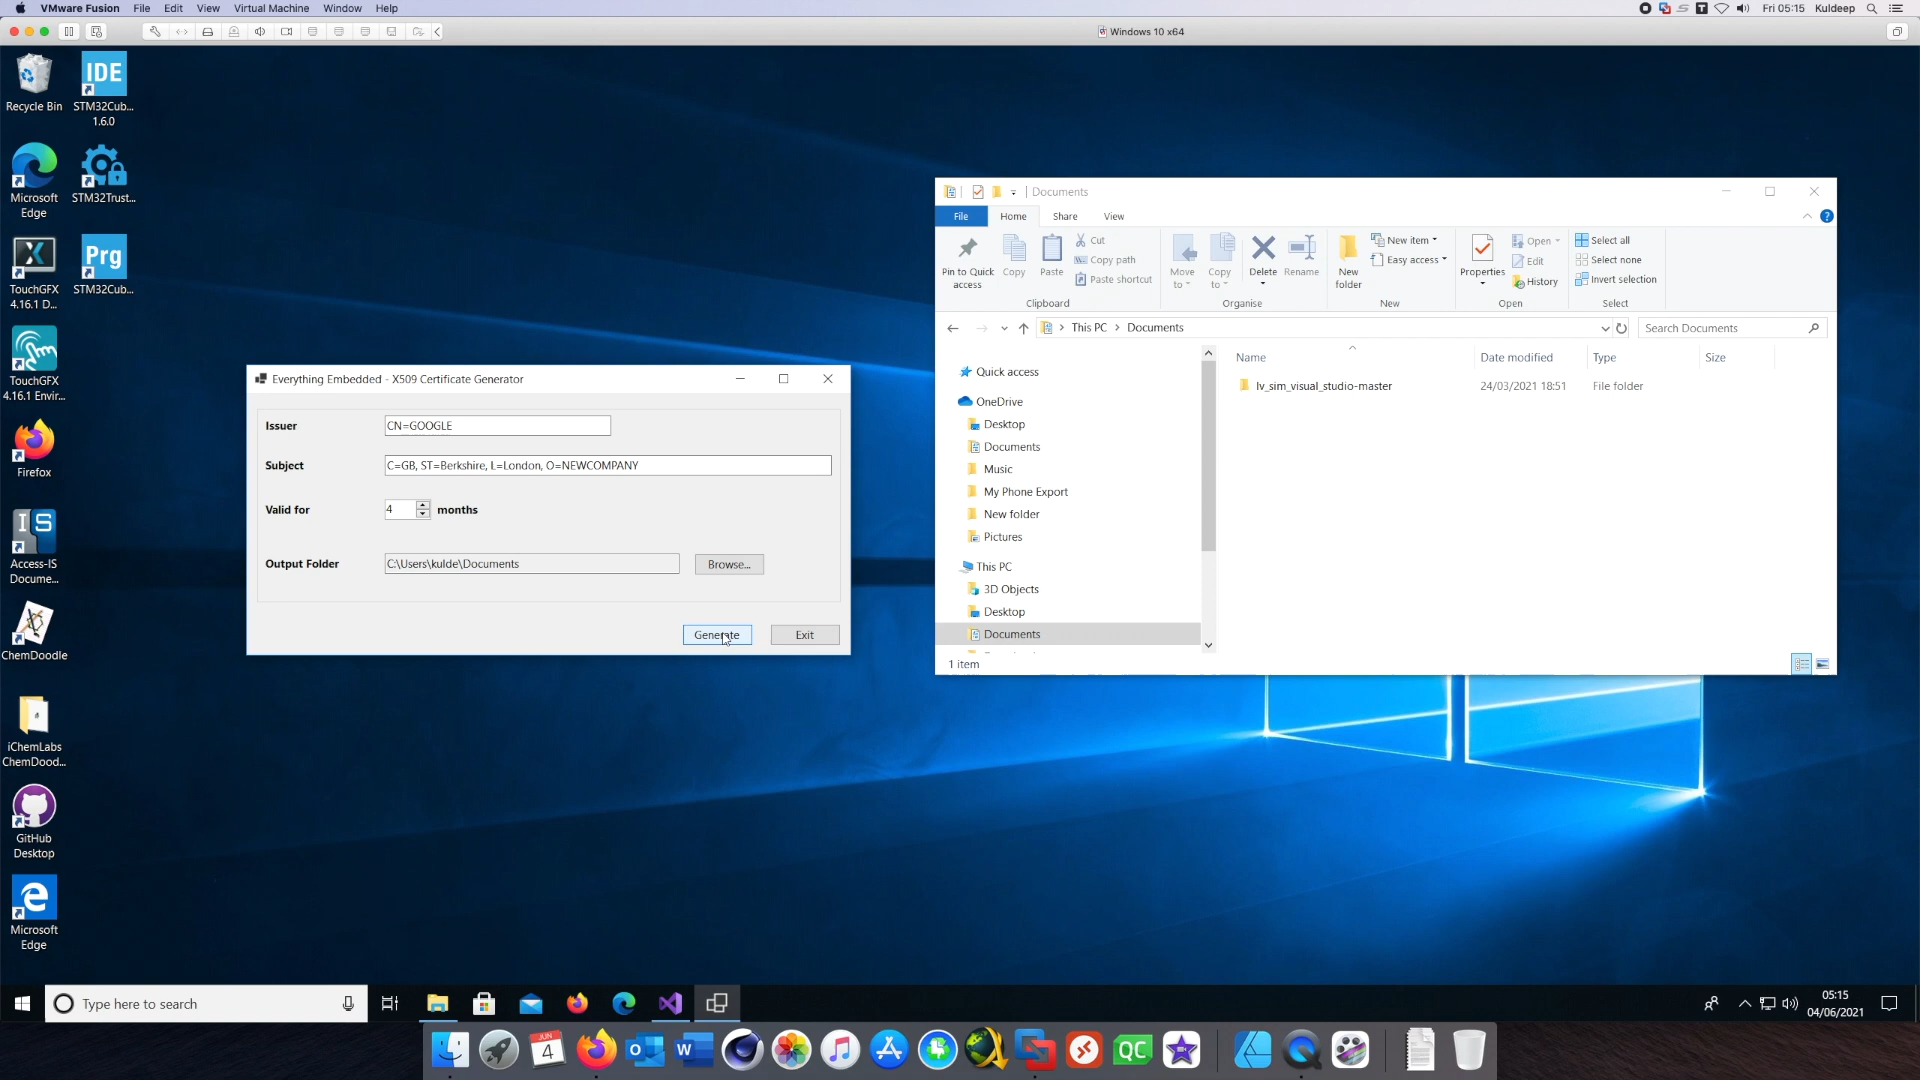 VMware Fusion File Edit View Virtual Machine Window Help
Fri 05:15 Kuldeep
Windows 10 x64
Recycle Bin
STM32Cub...
1.6.0
Microsoft
Edge
STM32Trust...
TouchGFX
4.16.1 D...
Prg
STM32Cub...
IDE
TouchGFX
4.16.1 Envir...
Firefox
IS
Access-IS
Docume...
ChemDoodle
iChemLabs
ChemDood...
GitHub
Desktop
Microsoft
Edge
Everything Embedded - X509 Certificate Generator
Issuer CN=GOOGLE
Subject C=GB, ST=Berkshire, L=London, O=NEWCOMPANY
Valid for 4 months
Output Folder C:\Users\kulde\Documents Browse...
Generate Exit
Documents
File Home Share View
Pin to Quick
access
Copy
Paste
Cut
Copy path
Paste shortcut
Clipboard
Move
to
Copy
to
Delete
Rename
Organise
New
folder
New item
Easy access
New
Properties
Open
Edit
History
Open
Select all
Select none
Invert selection
Select
This PC > Documents
Search Documents
Name Date modified Type Size
lv_sim_visual_studio-master 24/03/2021 18:51 File folder
Quick access
OneDrive
Desktop
Documents
Music
My Phone Export
New folder
Pictures
This PC
3D Objects
Desktop
Documents
1 item
Type here to search
05:15
04/06/2021
JUN
4
QC